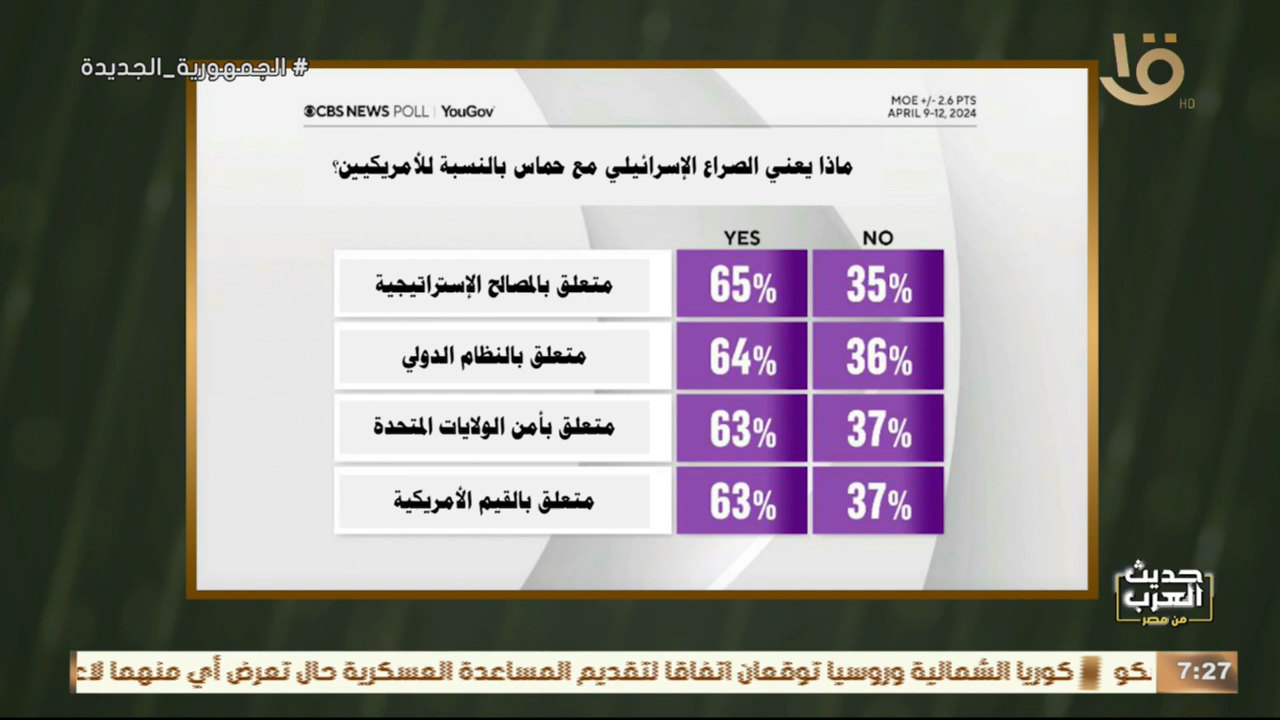 # الجمهورية_الجديدة
HD
CBS NEWS POLL | YouGov
MOE +/- 2.6 PTS
APRIL 9-12, 2024
ماذا يعني الصراع الإسرائيلي مع حماس بالنسبة للأمريكيين؟
YES NO
متعلق بالمصالح الإستراتيجية 65% 35%
متعلق بالنظام الدولي 64% 36%
متعلق بأمن الولايات المتحدة 63% 37%
متعلق بالقيم الأمريكية 63% 37%
حديث
العرب
من مصر
كوريا الشمالية وروسيا توقعان اتفاقا لتقديم المساعدة العسكرية حال تعرض أي منهما
7:27